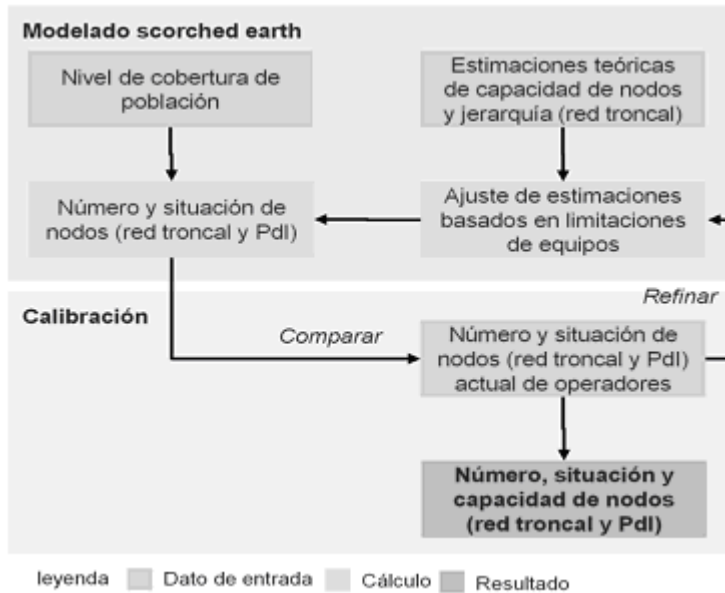 Modelado scorched earth
Nivel de cobertura de
población
Estimaciones teóricas
de capacidad de nodos
y jerarquía (red troncal)
Número y situación de
nodos (red troncal y PdI)
Ajuste de estimaciones
basados en limitaciones
de equipos
Refinar
Calibración
Comparar
Número y situación de
nodos (red troncal y PdI)
actual de operadores
Número, situación y
capacidad de nodos
(red troncal y PdI)
leyenda Dato de entrada Cálculo Resultado